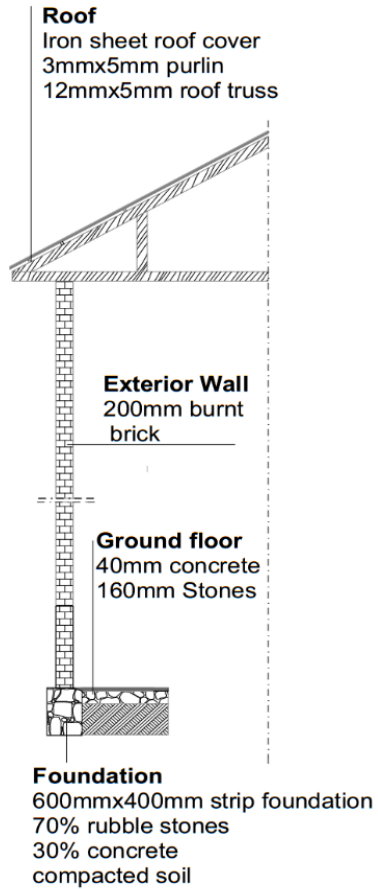 Roof
Iron sheet roof cover
3mmx5mm purlin
12mmx5mm roof truss
Exterior Wall
200mm burnt
brick
Ground floor
40mm concrete
160mm Stones
Foundation
600mmx400mm strip foundation
70% rubble stones
30% concrete
compacted soil